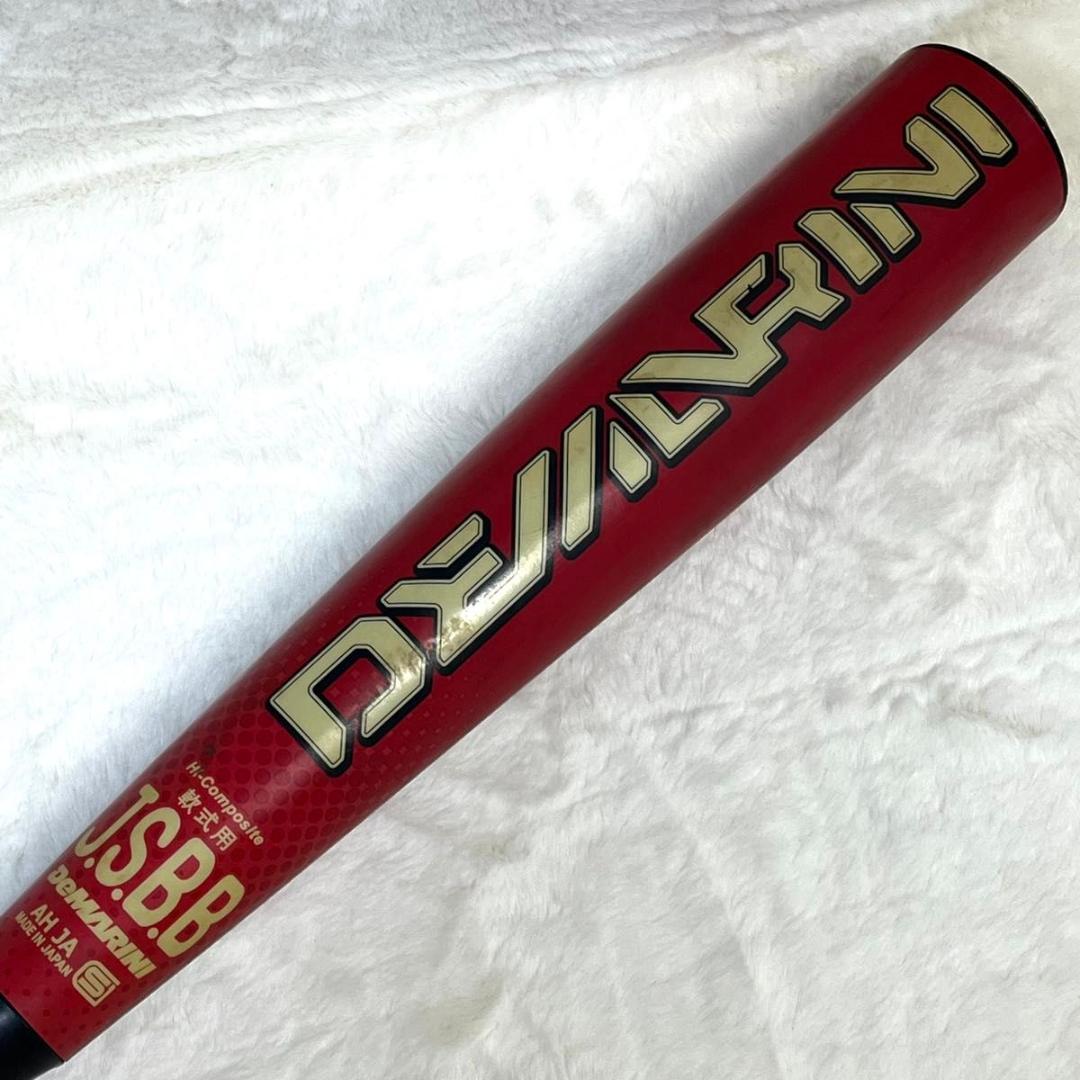 DEMARINI
Hi-Composite
軟式用
J.S.B.B
DeMARINI
AH JA
MADE IN JAPAN